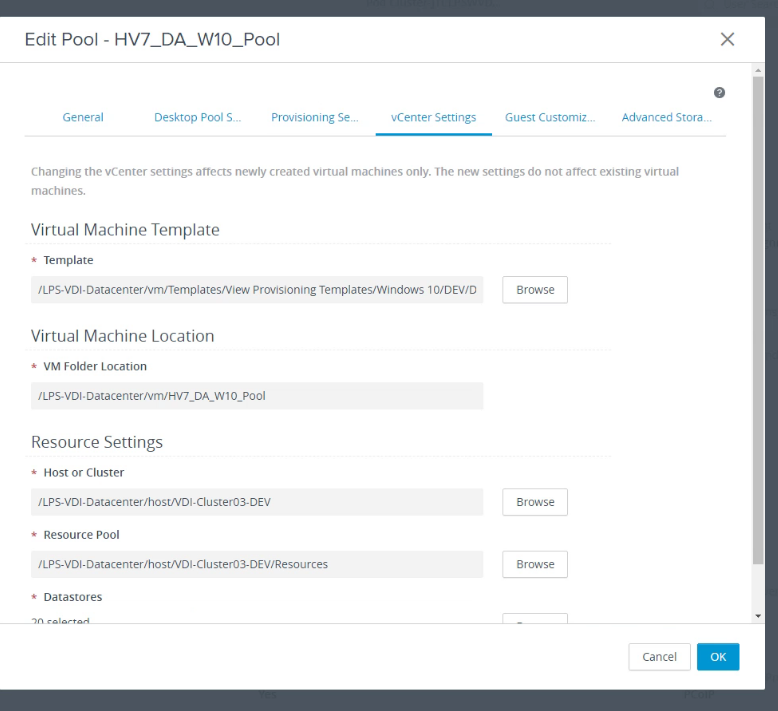 Edit Pool - HV7_DA_W10_Pool
General Desktop Pool S... Provisioning Se... vCenter Settings Guest Customiz... Advanced Stora...
Changing the vCenter settings affects newly created virtual machines only. The new settings do not affect existing virtual
machines.
Virtual Machine Template
* Template
/LPS-VDI-Datacenter/vm/Templates/View Provisioning Templates/Windows 10/DEV/D
Browse
Virtual Machine Location
* VM Folder Location
/LPS-VDI-Datacenter/vm/HV7_DA_W10_Pool
Resource Settings
* Host or Cluster
/LPS-VDI-Datacenter/host/VDI-Cluster03-DEV
Browse
* Resource Pool
/LPS-VDI-Datacenter/host/VDI-Cluster03-DEV/Resources
Browse
* Datastores
20 selected
Cancel OK
Yes
PCoIP